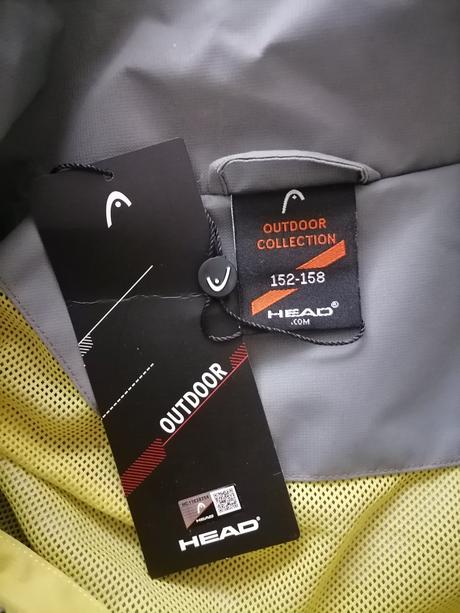 OUTDOOR
COLLECTION
152-158
HEAD®
.COM
OUTDOOR
HEAD
HEAD®